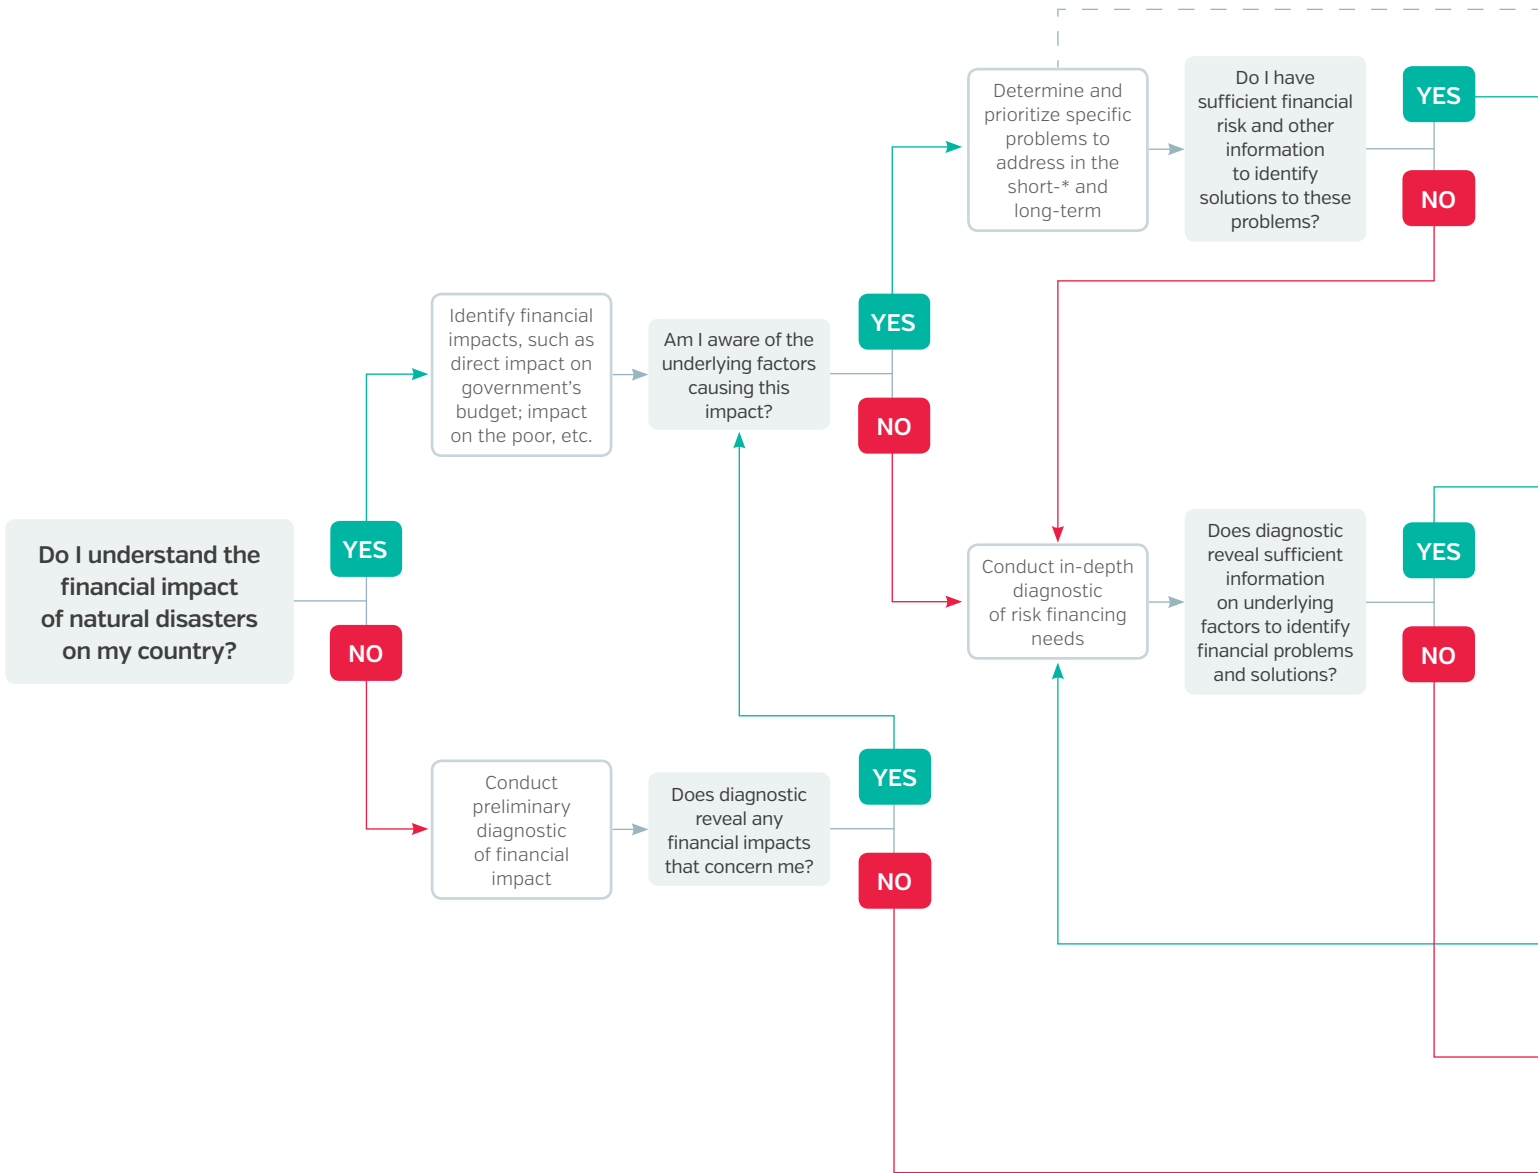 Do I understand the
financial impact
of natural disasters
on my country?
YES
NO
Identify financial
impacts, such as
direct impact on
government’s
budget; impact
on the poor, etc.
Am I aware of the
underlying factors
causing this
impact?
YES
NO
Conduct
preliminary
diagnostic
of financial
impact
Does diagnostic
reveal any
financial impacts
that concern me?
YES
NO
Determine and
prioritize specific
problems to
address in the
short-* and
long-term
Do I have
sufficient financial
risk and other
information
to identify
solutions to these
problems?
YES
NO
Conduct in-depth
diagnostic
of risk financing
needs
Does diagnostic
reveal sufficient
information
on underlying
factors to identify
financial problems
and solutions?
YES
NO